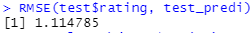 > RMSE(test$rating, test_predi)
[1] 1.114785